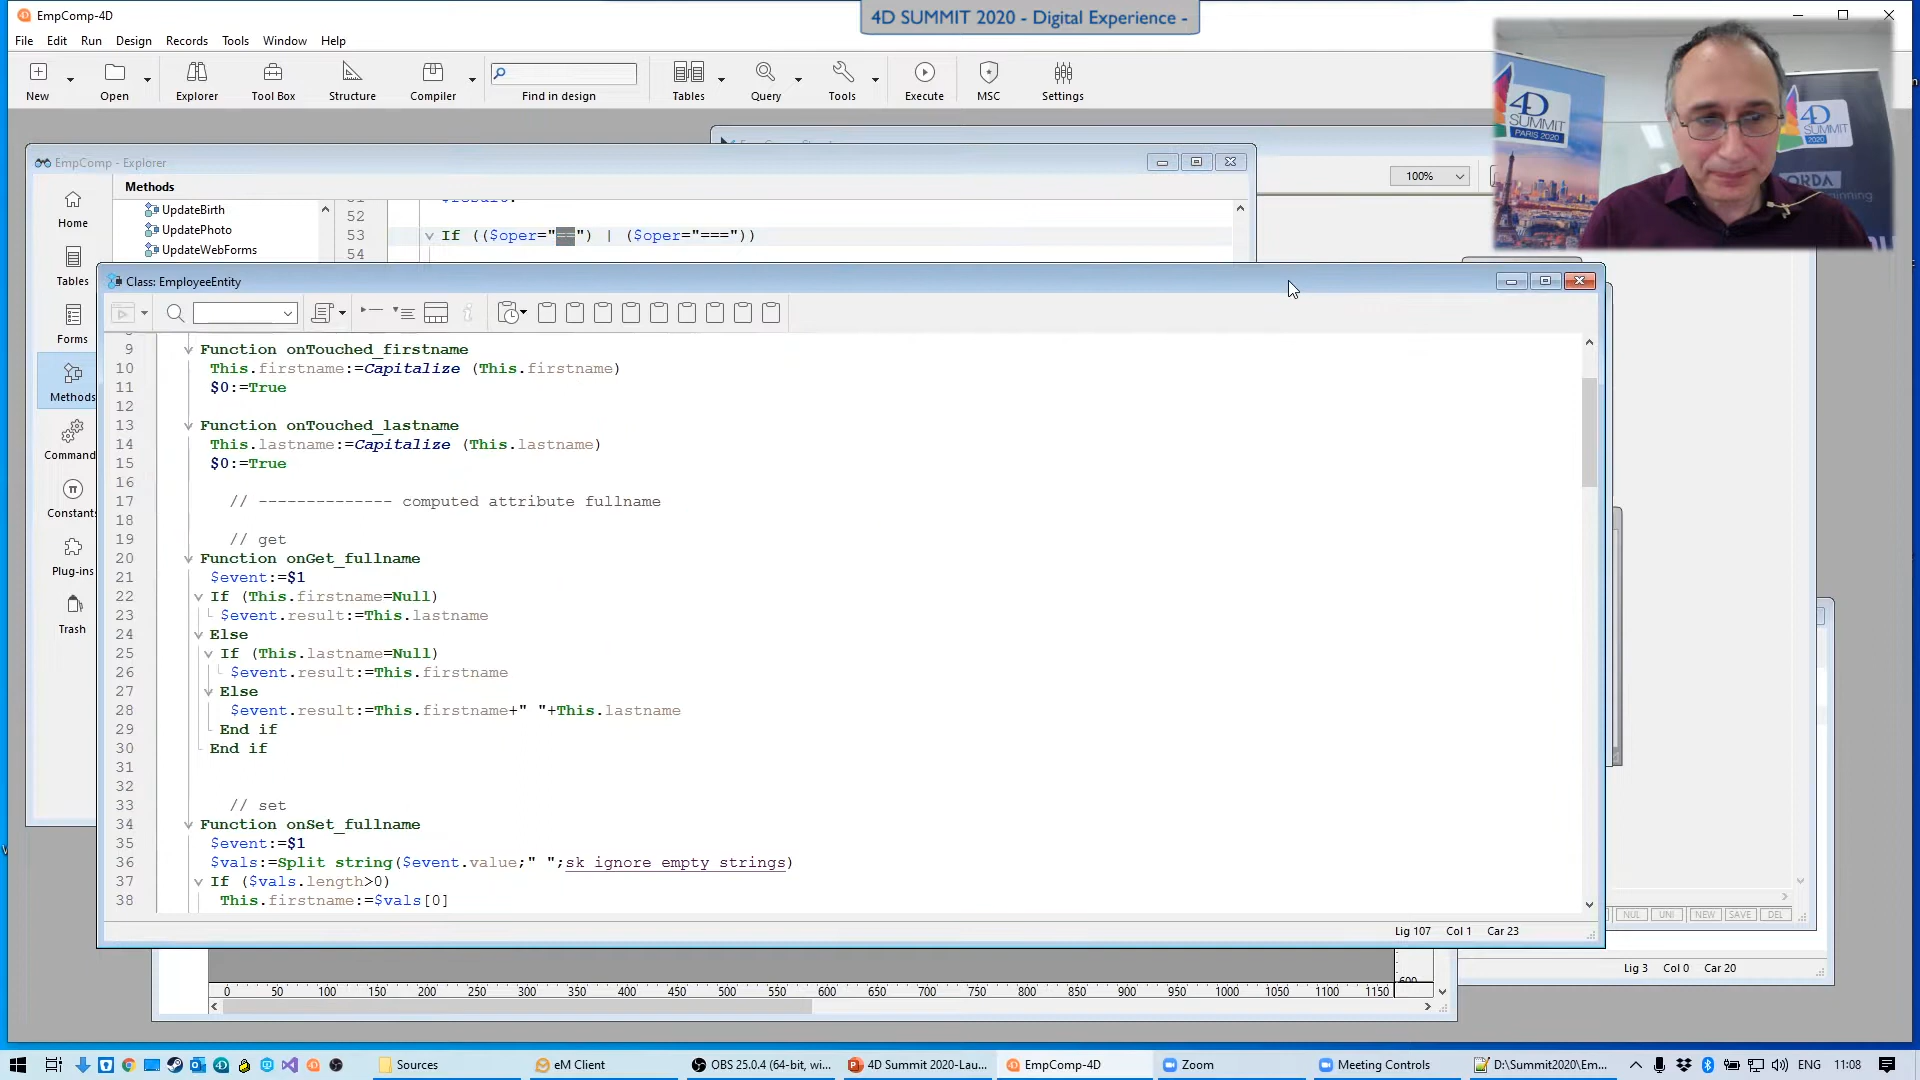 EmpComp-4D
4D SUMMIT 2020 - Digital Experience -
File Edit Run Design Records Tools Window Help
New Open Explorer Tool Box Structure Compiler Find in design Tables Query Tools Execute MSC Settings
4D
SUMMIT
PARIS 2020
4D
SUMMIT
2020
EmpComp - Explorer
100%
Home
Tables
Forms
Methods
Command
Constants
Plug-ins
Trash
Methods
UpdateBirth
UpdatePhoto
UpdateWebForms
52
53 If (($oper="==") | ($oper="==="))
54
Class: EmployeeEntity
9 Function onTouched_firstname
10 This.firstname:=Capitalize (This.firstname)
11 $0:=True
12
13 Function onTouched_lastname
14 This.lastname:=Capitalize (This.lastname)
15 $0:=True
16
17 // -------------- computed attribute fullname
18
19 // get
20 Function onGet_fullname
21 $event:=$1
22 If (This.firstname=Null)
23 $event.result:=This.lastname
24 Else
25 If (This.lastname=Null)
26 $event.result:=This.firstname
27 Else
28 $event.result:=This.firstname+" "+This.lastname
29 End if
30 End if
31
32
33 // set
34 Function onSet_fullname
35 $event:=$1
36 $vals:=Split string($event.value;" ";sk ignore empty strings)
37 If ($vals.length>0)
38 This.firstname:=$vals[0]
Lig 107 Col 1 Car 23
NUL UNI NEW SAVE DEL
Lig 3 Col 0 Car 20
0 50 100 150 200 250 300 350 400 450 500 550 600 650 700 750 800 850 900 950 1000 1050 1100 1150
Sources eM Client OBS 25.0.4 (64-bit, wi... 4D Summit 2020-Lau... EmpComp-4D Zoom Meeting Controls D:\Summit2020\Em... ENG 11:08